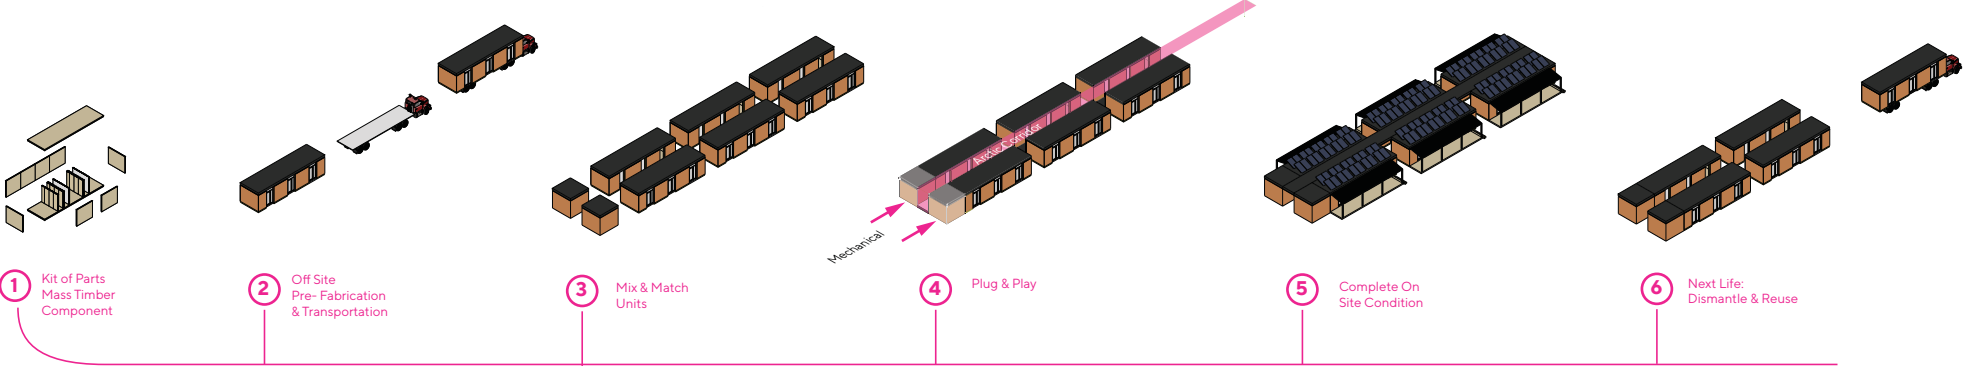 Arctic Corridor
Mechanical
1
Kit of Parts
Mass Timber
Component
2
Off Site
Pre- Fabrication
& Transportation
3
Mix & Match
Units
4
Plug & Play
5
Complete On
Site Condition
6
Next Life:
Dismantle & Reuse